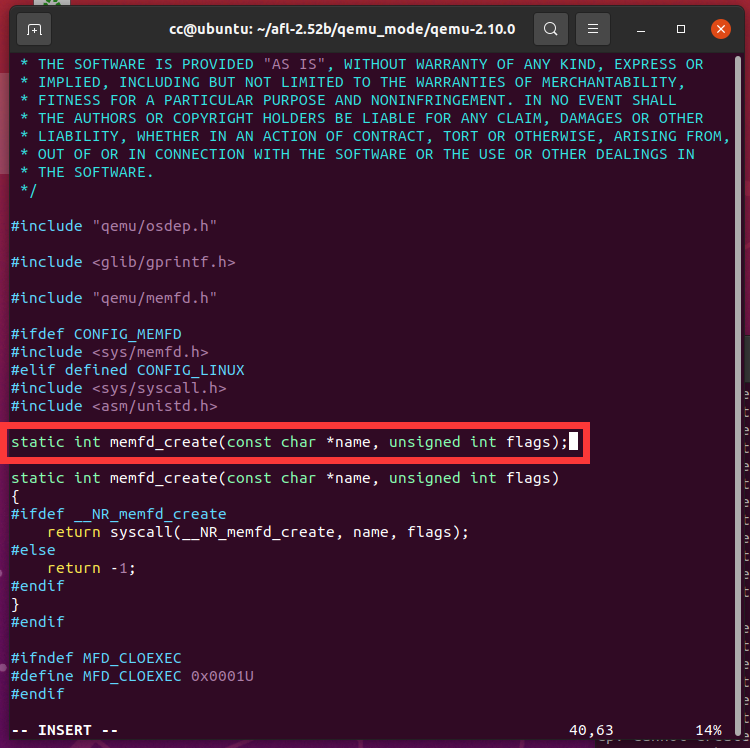 cc@ubuntu: ~/afl-2.52b/qemu_mode/qemu-2.10.0
 * THE SOFTWARE IS PROVIDED "AS IS", WITHOUT WARRANTY OF ANY KIND, EXPRESS OR
 * IMPLIED, INCLUDING BUT NOT LIMITED TO THE WARRANTIES OF MERCHANTABILITY,
 * FITNESS FOR A PARTICULAR PURPOSE AND NONINFRINGEMENT. IN NO EVENT SHALL
 * THE AUTHORS OR COPYRIGHT HOLDERS BE LIABLE FOR ANY CLAIM, DAMAGES OR OTHER
 * LIABILITY, WHETHER IN AN ACTION OF CONTRACT, TORT OR OTHERWISE, ARISING FROM,
 * OUT OF OR IN CONNECTION WITH THE SOFTWARE OR THE USE OR OTHER DEALINGS IN
 * THE SOFTWARE.
 */
#include "qemu/osdep.h"
#include <glib/gprintf.h>
#include "qemu/memfd.h"
#ifdef CONFIG_MEMFD
#include <sys/memfd.h>
#elif defined CONFIG_LINUX
#include <sys/syscall.h>
#include <asm/unistd.h>
static int memfd_create(const char *name, unsigned int flags);
static int memfd_create(const char *name, unsigned int flags)
{
#ifdef __NR_memfd_create
    return syscall(__NR_memfd_create, name, flags);
#else
    return -1;
#endif
}
#endif
#ifndef MFD_CLOEXEC
#define MFD_CLOEXEC 0x0001U
#endif
-- INSERT -- 40,63 14%